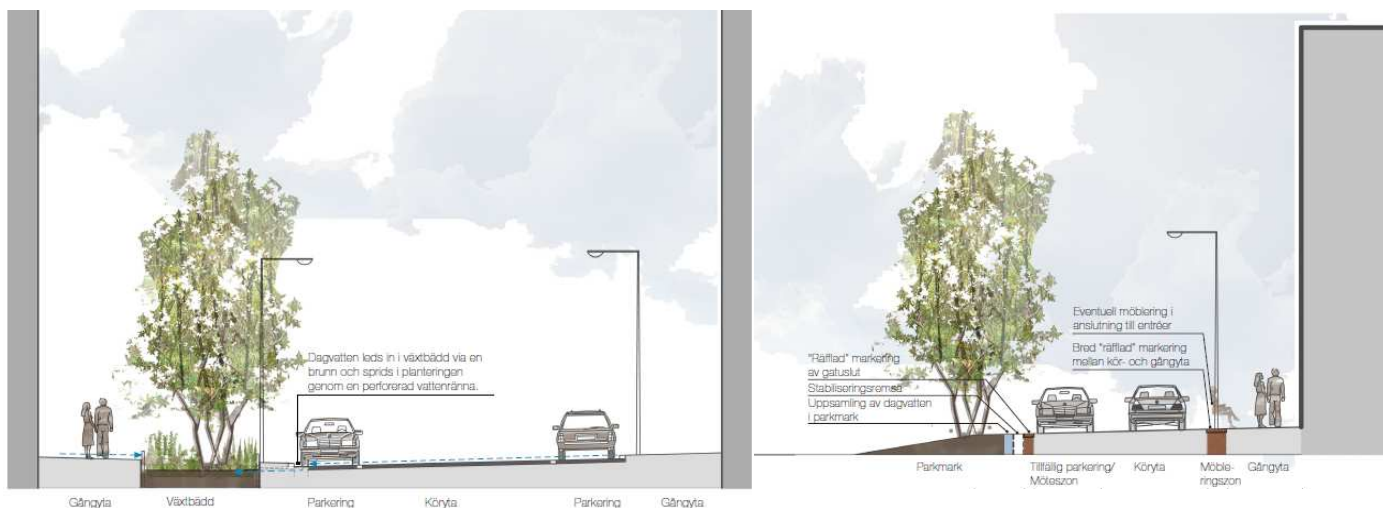 Dagvatten leds in i växtbädd via en
brunn och sprids i planteringen
genom en perforerad vattenränna.
Gångyta
Växtbädd
Parkering
Köryta
Parkering
Gångyta
Eventuell möblering i
anslutning till entréer
Bred "räfflad" markering
mellan kör- och gångyta
"Räfflad" markering
av gatuslut
Stabiliseringsremsa
Uppsamling av dagvatten
i parkmark
Parkmark
Tillfällig parkering/
Möteszon
Köryta
Möble-
ringszon
Gångyta